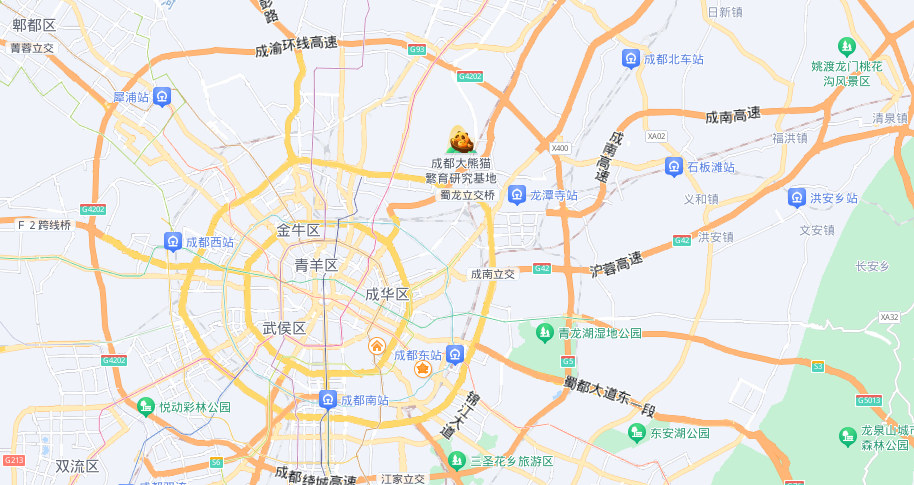 彭
路
河
日新镇
郫都区
菁蓉立交
成渝环线高速
G93
G4202
成都北车站
姚渡龙门桃花
沟风景区
犀浦站
成南高速
清泉镇
成都大熊猫
繁育研究基地
成南高速
XA02
福洪镇
X400
石板滩站
蜀龙立交桥
龙潭寺站
义和镇
洪安乡站
G4202
F 2 跨线桥
金牛区
成都西站
G42
洪安镇
文安镇
青羊区
成南立交
G42
沪蓉高速
长安乡
成华区
武侯区
青龙湖湿地公园
XA32
成都东站
G4202
G5
S3
蜀都大道东一段
成都南站
悦动彩林公园
锦江大道
G5013
东安湖公园
龙泉山城市
森林公园
G213
双流区
S6
三圣花乡旅游区
成都绕城高速
江家立交